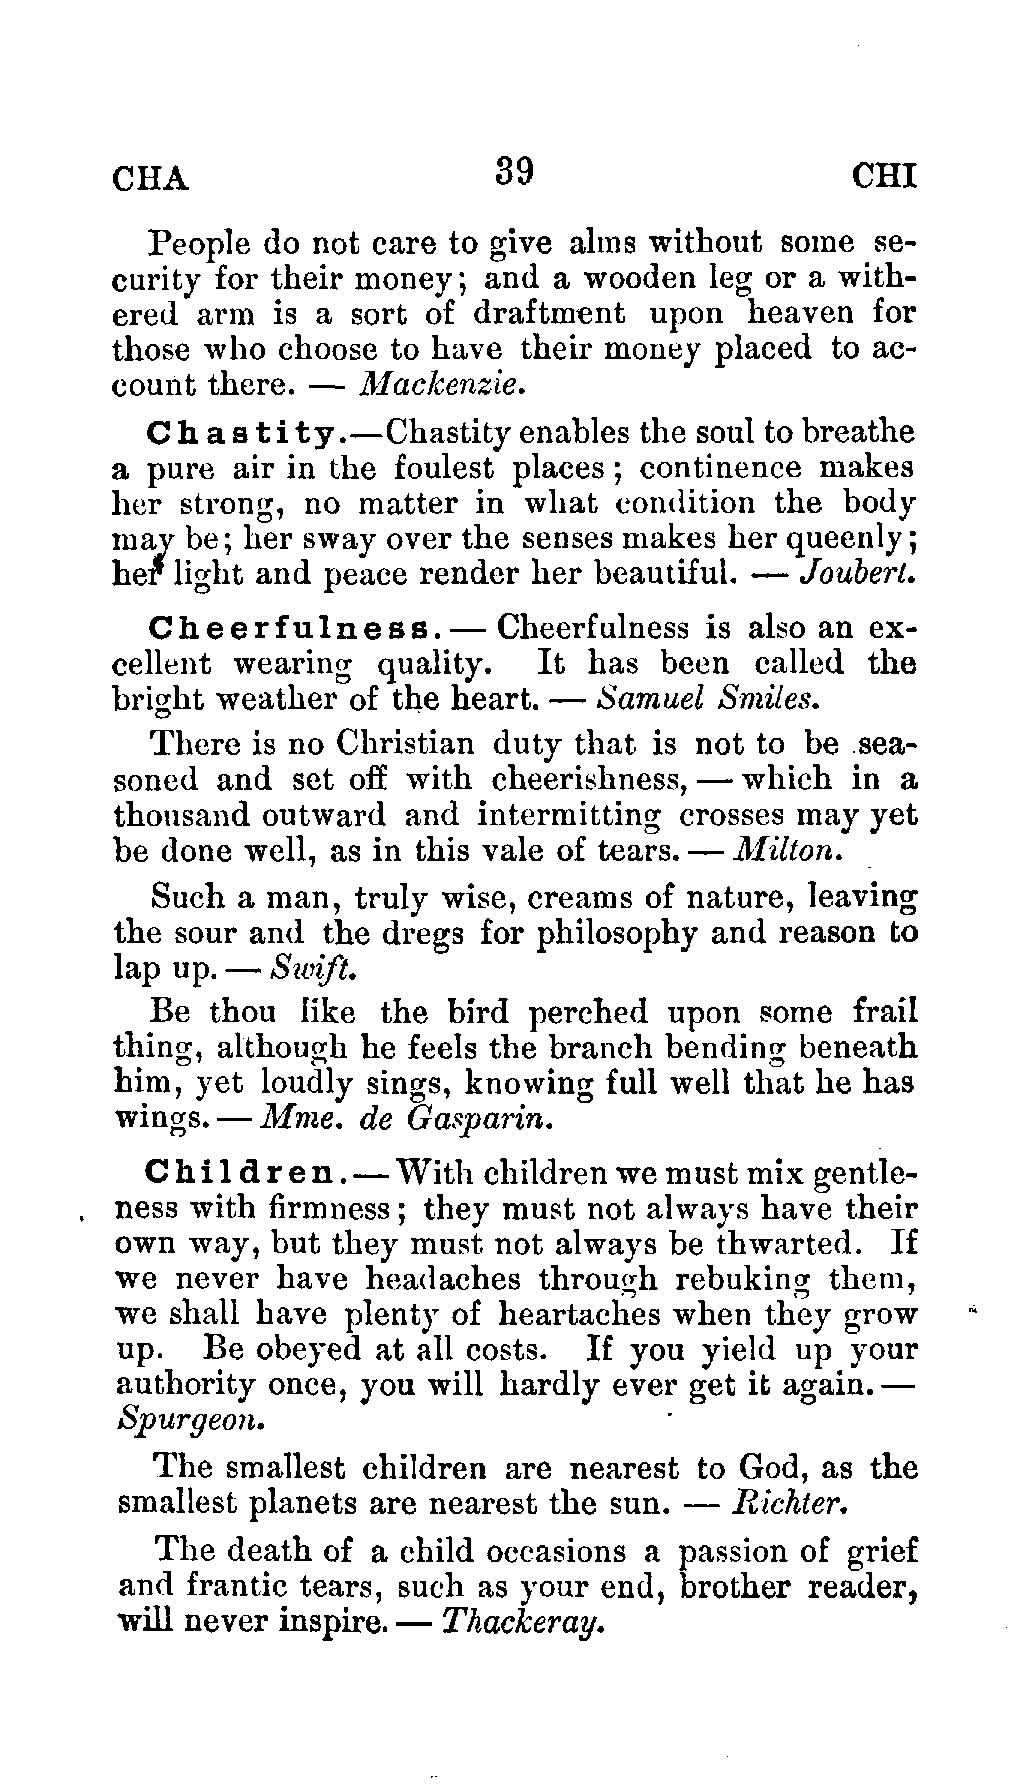 CHA 39 CHI
People do not care to give alms without some se-
curity for their money; and a wooden leg or a with-
ered arm is a sort of draftment upon heaven for
those who choose to have their money placed to ac-
count there. — Mackenzie.
Chastity.—Chastity enables the soul to breathe
a pure air in the foulest places; continence makes
her strong, no matter in what condition the body
may be; her sway over the senses makes her queenly;
her light and peace render her beautiful. — Joubert.
Cheerfulness. — Cheerfulness is also an ex-
cellent wearing quality. It has been called the
bright weather of the heart. — Samuel Smiles.
There is no Christian duty that is not to be sea-
soned and set off with cheerishness, — which in a
thousand outward and intermitting crosses may yet
be done well, as in this vale of tears. — Milton.
Such a man, truly wise, creams of nature, leaving
the sour and the dregs for philosophy and reason to
lap up. — Swift.
Be thou like the bird perched upon some frail
thing, although he feels the branch bending beneath
him, yet loudly sings, knowing full well that he has
wings. — Mme. de Gasparin.
Children. — With children we must mix gentle-
ness with firmness; they must not always have their
own way, but they must not always be thwarted. If
we never have headaches through rebuking them,
we shall have plenty of heartaches when they grow
up. Be obeyed at all costs. If you yield up your
authority once, you will hardly ever get it again. —
Spurgeon.
The smallest children are nearest to God, as the
smallest planets are nearest the sun. — Richter.
The death of a child occasions a passion of grief
and frantic tears, such as your end, brother reader,
will never inspire. — Thackeray.